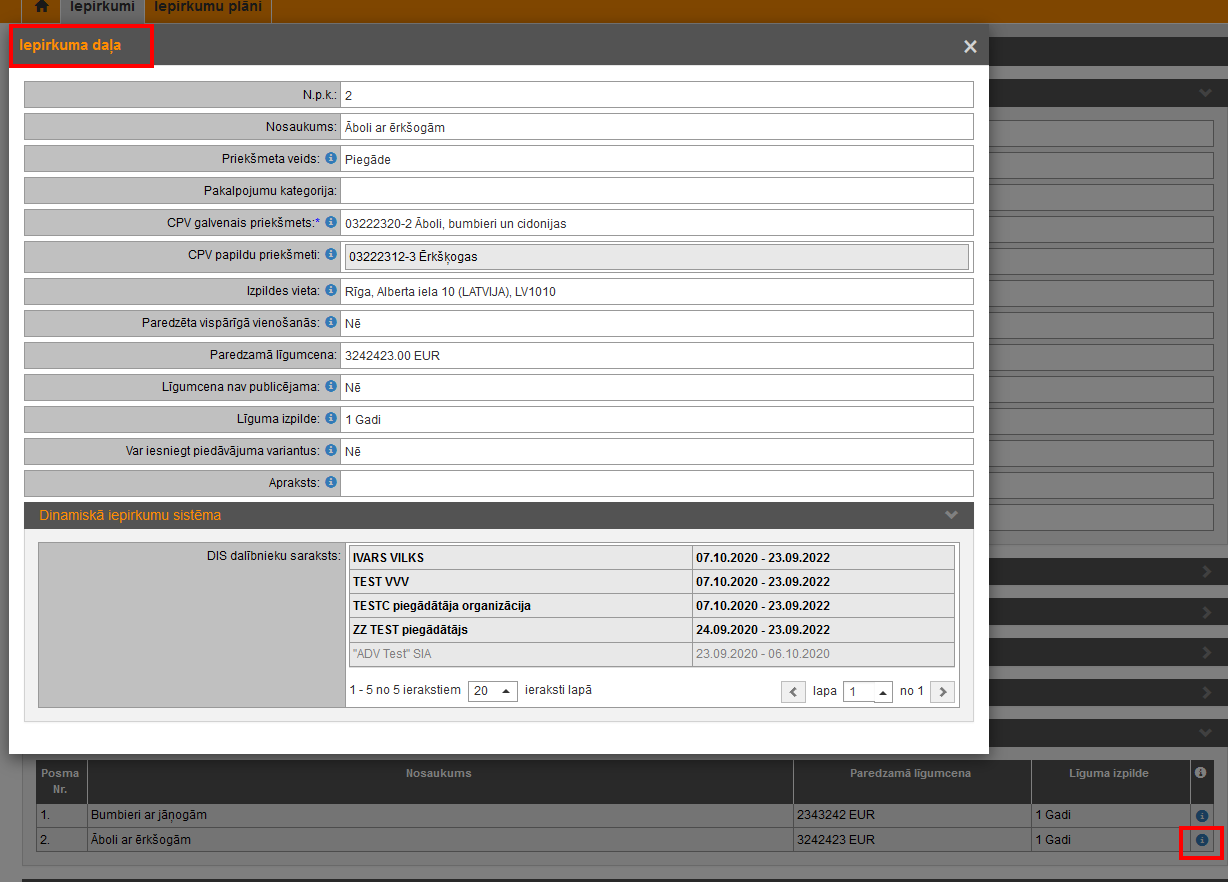 Iepirkumi Iepirkumu plāni
Iepirkuma daļa
N.p.k.: 2
Nosaukums: Āboli ar ērkšogām
Priekšmeta veids: Piegāde
Pakalpojumu kategorija:
CPV galvenais priekšmets:* 03222320-2 Āboli, bumbieri un cidonijas
CPV papildu priekšmeti: 03222312-3 Ērkšķogas
Izpildes vieta: Rīga, Alberta iela 10 (LATVIJA), LV1010
Paredzēta vispārīgā vienošanās: Nē
Paredzamā līgumcena: 3242423.00 EUR
Līgumcena nav publicējama: Nē
Līguma izpilde: 1 Gadi
Var iesniegt piedāvājuma variantus: Nē
Apraksts:
Dinamiskā iepirkumu sistēma
DIS dalībnieku saraksts: IVARS VILKS 07.10.2020 - 23.09.2022
TEST VVV 07.10.2020 - 23.09.2022
TESTC piegādātāja organizācija 07.10.2020 - 23.09.2022
ZZ TEST piegādātājs 24.09.2020 - 23.09.2022
"ADV Test" SIA 23.09.2020 - 06.10.2020
1 - 5 no 5 ierakstiem 20 ieraksti lapā lapa 1 no 1
Posma Nr. Nosaukums Paredzamā līgumcena Līguma izpilde
1. Bumbieri ar jāņogām 2343242 EUR 1 Gadi
2. Āboli ar ērkšogām 3242423 EUR 1 Gadi